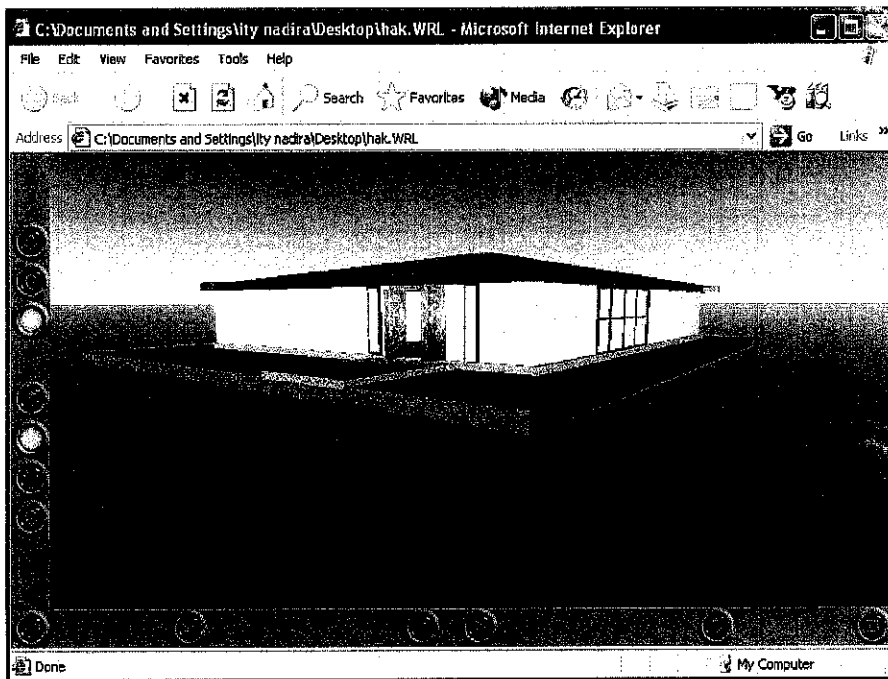 C:\Documents and Settings\ity nadira\Desktop\hak.WRL - Microsoft Internet Explorer
File Edit View Favorites Tools Help
Back Search Favorites Media
Address C:\Documents and Settings\ity nadira\Desktop\hak.WRL Go Links »
Done My Computer